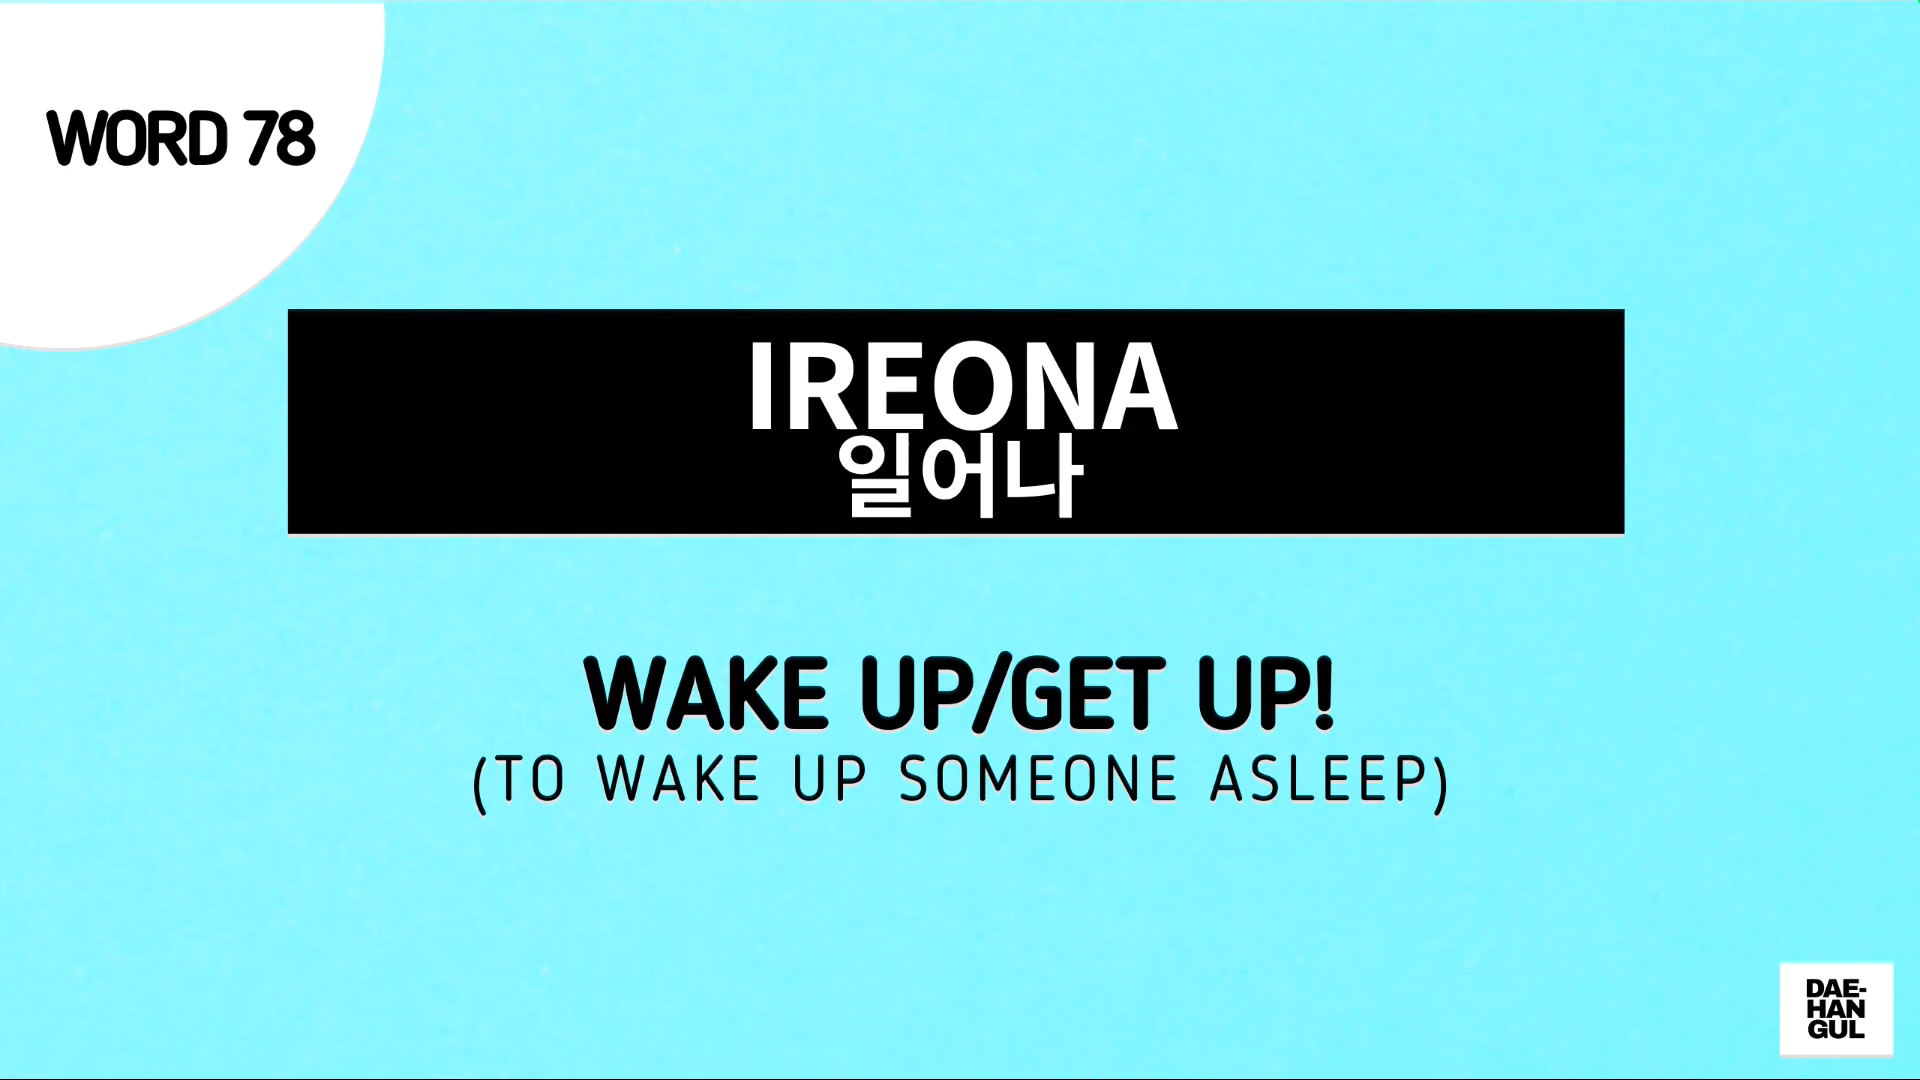 WORD 78
IREONA
일어나
WAKE UP/GET UP!
(TO WAKE UP SOMEONE ASLEEP)
DAE-
HAN
GUL